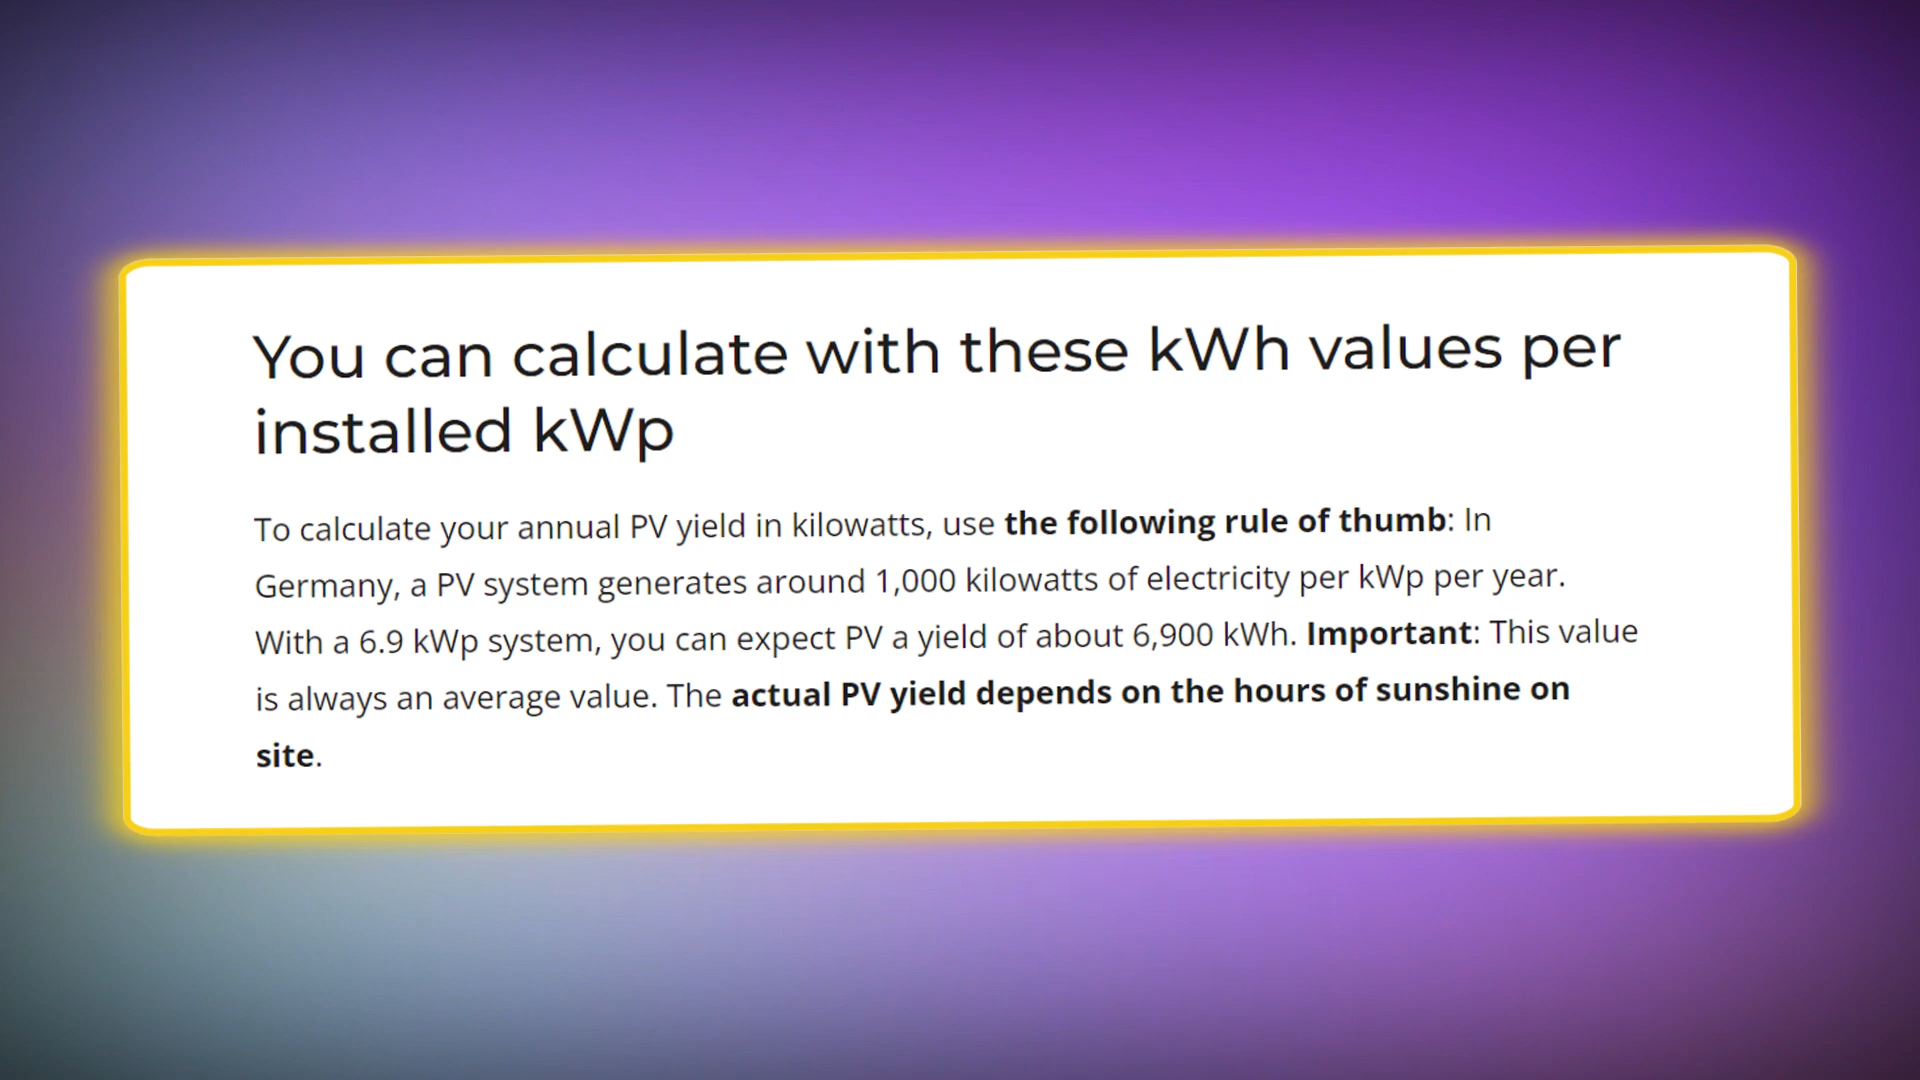 You can calculate with these kWh values per
installed kWp
To calculate your annual PV yield in kilowatts, use the following rule of thumb: In
Germany, a PV system generates around 1,000 kilowatts of electricity per kWp per year.
With a 6.9 kWp system, you can expect PV a yield of about 6,900 kWh. Important: This value
is always an average value. The actual PV yield depends on the hours of sunshine on
site.